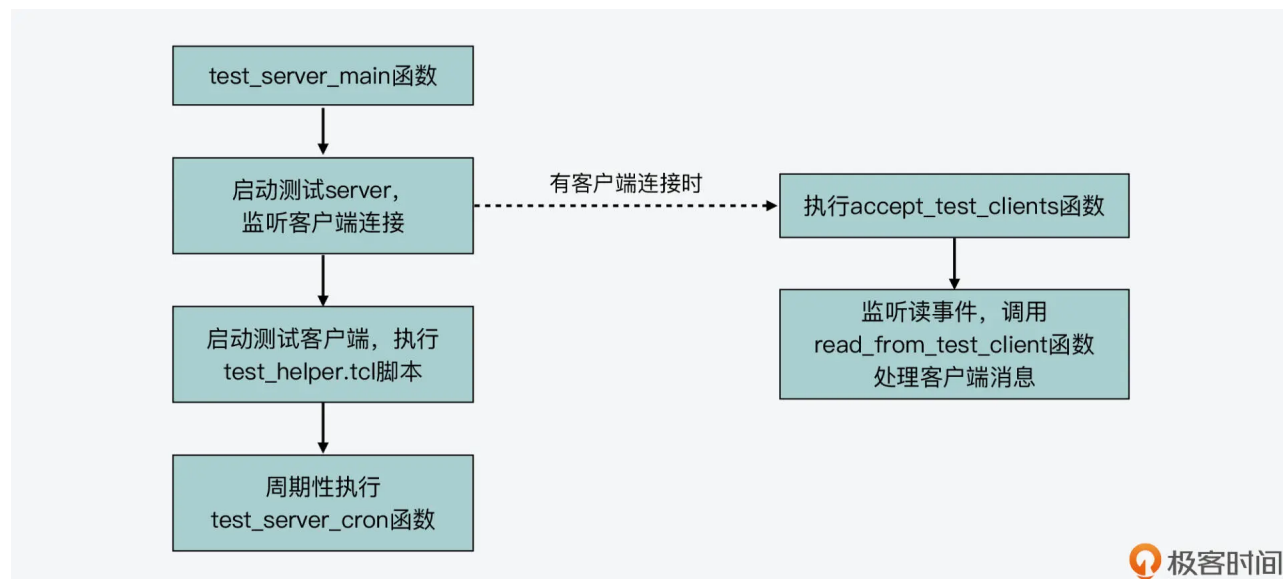 test_server_main函数
启动测试server,
监听客户端连接
有客户端连接时
执行accept_test_clients函数
启动测试客户端，执行
test_helper.tcl脚本
监听读事件，调用
read_from_test_client函数
处理客户端消息
周期性执行
test_server_cron函数
极客时间